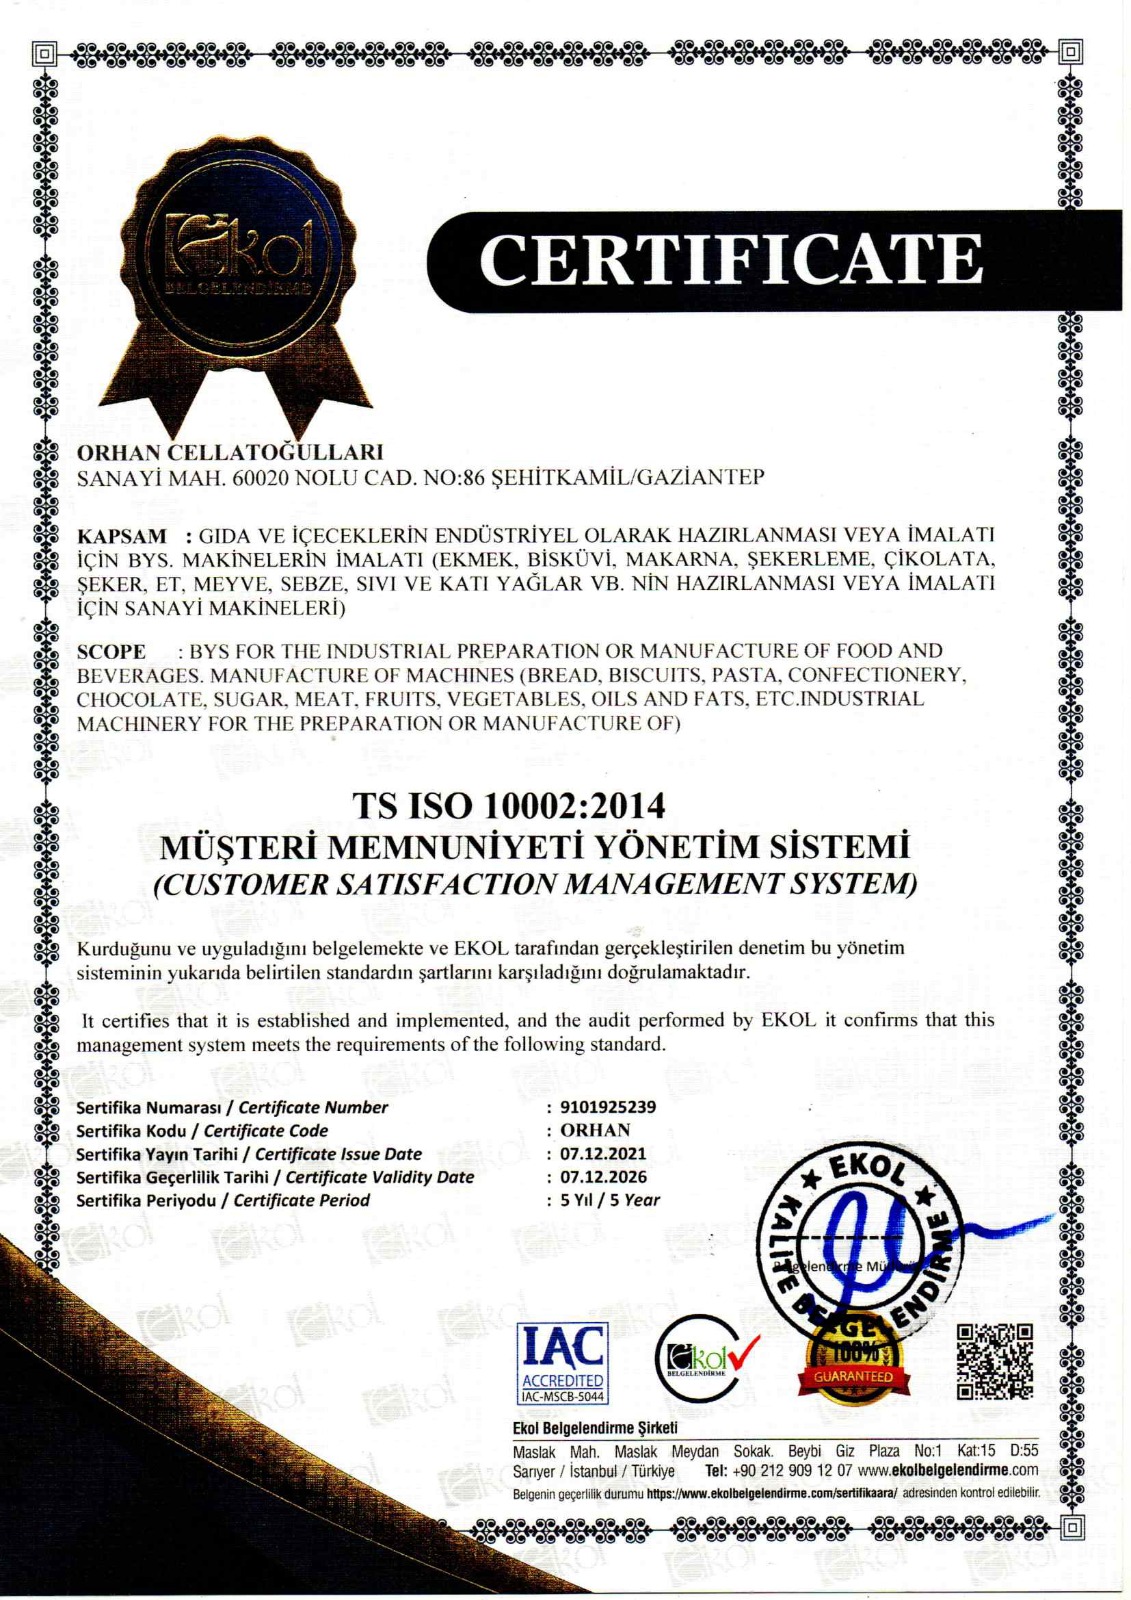 Ekol
BELGELENDİRME
CERTIFICATE
ORHAN CELLATOĞULLARI
SANAYİ MAH. 60020 NOLU CAD. NO:86 ŞEHİTKAMİL/GAZİANTEP
KAPSAM : GIDA VE İÇECEKLERİN ENDÜSTRİYEL OLARAK HAZIRLANMASI VEYA İMALATI
İÇİN BYS. MAKİNELERİN İMALATI (EKMEK, BİSKÜVİ, MAKARNA, ŞEKERLEME, ÇİKOLATA,
ŞEKER, ET, MEYVE, SEBZE, SIVI VE KATI YAĞLAR VB. NIN HAZIRLANMASI VEYA İMALATI
İÇİN SANAYİ MAKİNELERİ)
SCOPE : BYS FOR THE INDUSTRIAL PREPARATION OR MANUFACTURE OF FOOD AND
BEVERAGES. MANUFACTURE OF MACHINES (BREAD, BISCUITS, PASTA, CONFECTIONERY,
CHOCOLATE, SUGAR, MEAT, FRUITS, VEGETABLES, OILS AND FATS, ETC.INDUSTRIAL
MACHINERY FOR THE PREPARATION OR MANUFACTURE OF)
TS ISO 10002:2014
MÜŞTERİ MEMNUNİYETİ YÖNETİM SİSTEMİ
(CUSTOMER SATISFACTION MANAGEMENT SYSTEM)
Kurduğunu ve uyguladığını belgelemekte ve EKOL tarafından gerçekleştirilen denetim bu yönetim
sisteminin yukarıda belirtilen standardın şartlarını karşıladığını doğrulamaktadır.
It certifies that it is established and implemented, and the audit performed by EKOL it confirms that this
management system meets the requirements of the following standard.
Sertifika Numarası / Certificate Number : 9101925239
Sertifika Kodu / Certificate Code : ORHAN
Sertifika Yayın Tarihi / Certificate Issue Date : 07.12.2021
Sertifika Geçerlilik Tarihi / Certificate Validity Date : 07.12.2026
Sertifika Periyodu / Certificate Period : 5 Yıl / 5 Year
EKOL
KALİTE BELGELENDİRME
IAC
ACCREDITED
IAC-MSCB-5044
Ekol
BELGELENDİRME
100%
GUARANTEED
Ekol Belgelendirme Şirketi
Maslak Mah. Maslak Meydan Sokak. Beybi Giz Plaza No:1 Kat:15 D:55
Sarıyer / İstanbul / Türkiye Tel: +90 212 909 12 07 www.ekolbelgelendirme.com
Belgenin geçerlilik durumu https://www.ekolbelgelendirme.com/sertifikaara/ adresinden kontrol edilebilir.